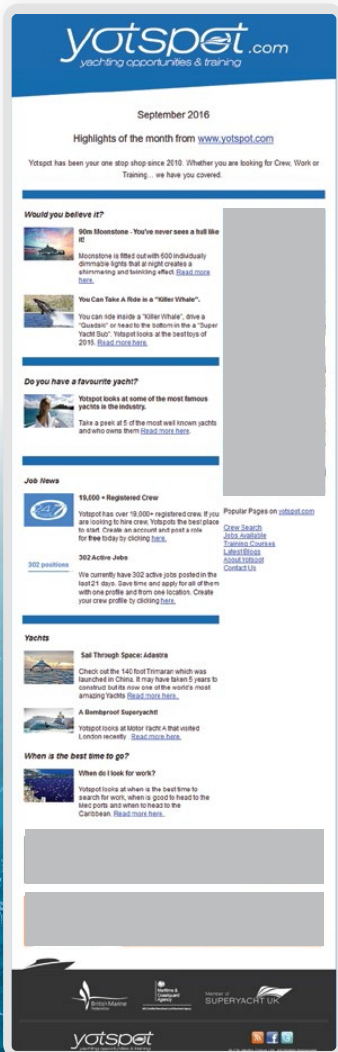 yotspot.com
yachting opportunities & training
September 2016
Highlights of the month from www.yotspot.com
Yotspot has been your one stop shop since 2010. Whether you are looking for Crew, Work or
Training... we have you covered.
Would you believe it?
90m Moonstone - You've never sees a hull like
it!
Moonstone is fitted out with 600 individually
dimmable lights that at night creates a
shimmering and twinkling effect. Read more
here.
You Can Take A Ride in a "Killer Whale".
You can ride inside a "Killer Whale", drive a
"Quadski" or head to the bottom in the a "Super
Yacht Sub". Yotspot looks at the best toys of
2016. Read more here.
Do you have a favourite yacht?
Yotspot looks at some of the most famous
yachts in the industry.
Take a peek at 5 of the most well known yachts
and who owns them Read more here.
Job News
24/7
19,000 + Registered Crew
Yotspot has over 19,000+ registered crew. If you
are looking to hire crew, Yotspots the best place
to start. Create an account and post a role
for free today by clicking here.
302 positions
302 Active Jobs
We currently have 302 active jobs posted in the
last 21 days. Save time and apply for all of them
with one profile and from one location. Create
your crew profile by clicking here.
Popular Pages on yotspot.com
Crew Search
Jobs Available
Training Courses
Latest Blogs
About Yotspot
Contact Us
Yachts
Sail Through Space: Adastra
Check out the 140 foot Trimaran which was
launched in China. It may have taken 5 years to
construct but its now one of the world's most
amazing Yachts Read more here.
A Bombproof Superyacht!
Yotspot looks at Motor Yacht A that visited
London recently. Read more here.
When is the best time to go?
When do I look for work?
Yotspot looks at when is the best time to
search for work, when is good to head to the
Med ports and when to head to the
Caribbean. Read more here.
British Marine
Federation
Maritime &
Coastguard
Agency
Member of
SUPERYACHT UK
yotspot
yachting opportunities & training